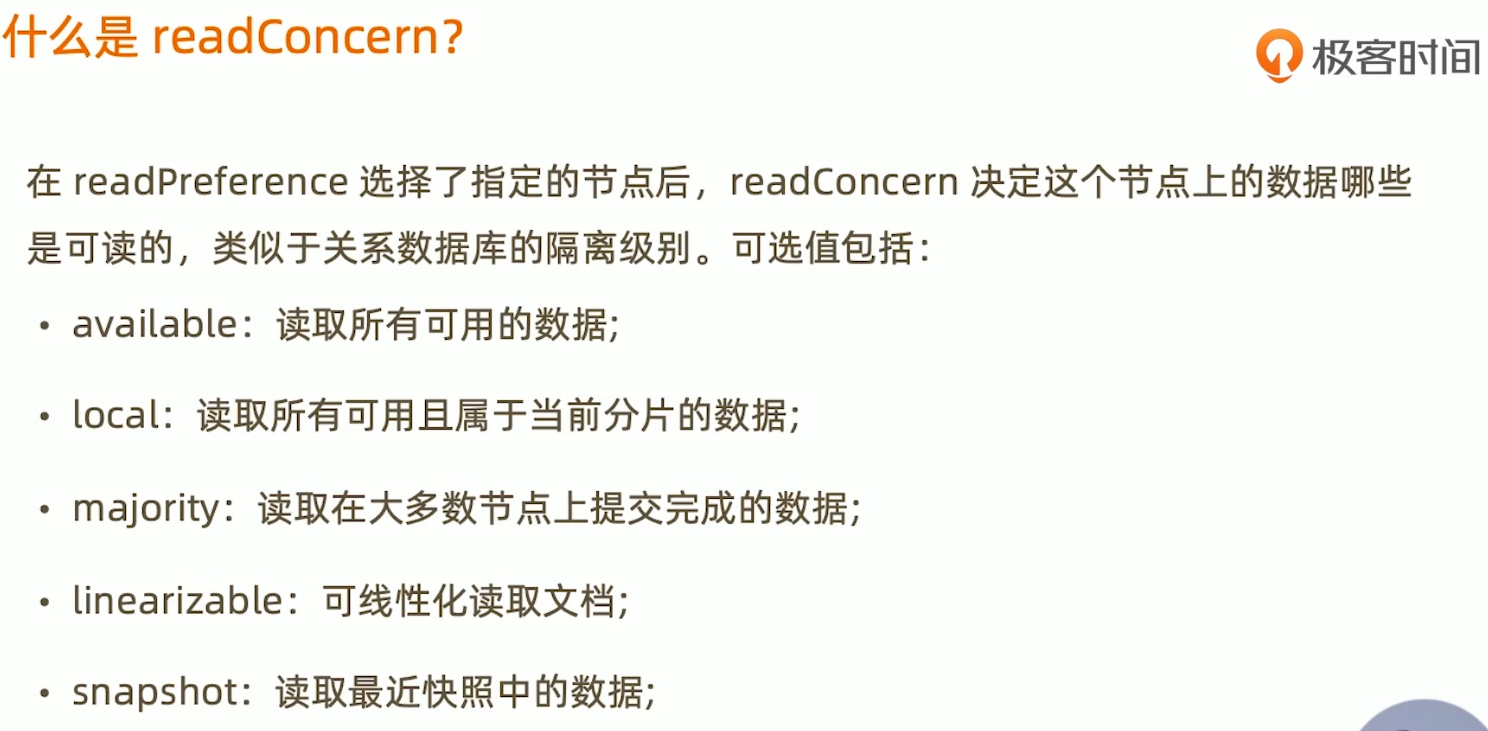 什么是 readConcern?
极客时间
在 readPreference 选择了指定的节点后，readConcern 决定这个节点上的数据哪些
是可读的，类似于关系数据库的隔离级别。可选值包括：
• available：读取所有可用的数据;
• local：读取所有可用且属于当前分片的数据;
• majority：读取在大多数节点上提交完成的数据;
• linearizable：可线性化读取文档;
• snapshot：读取最近快照中的数据;